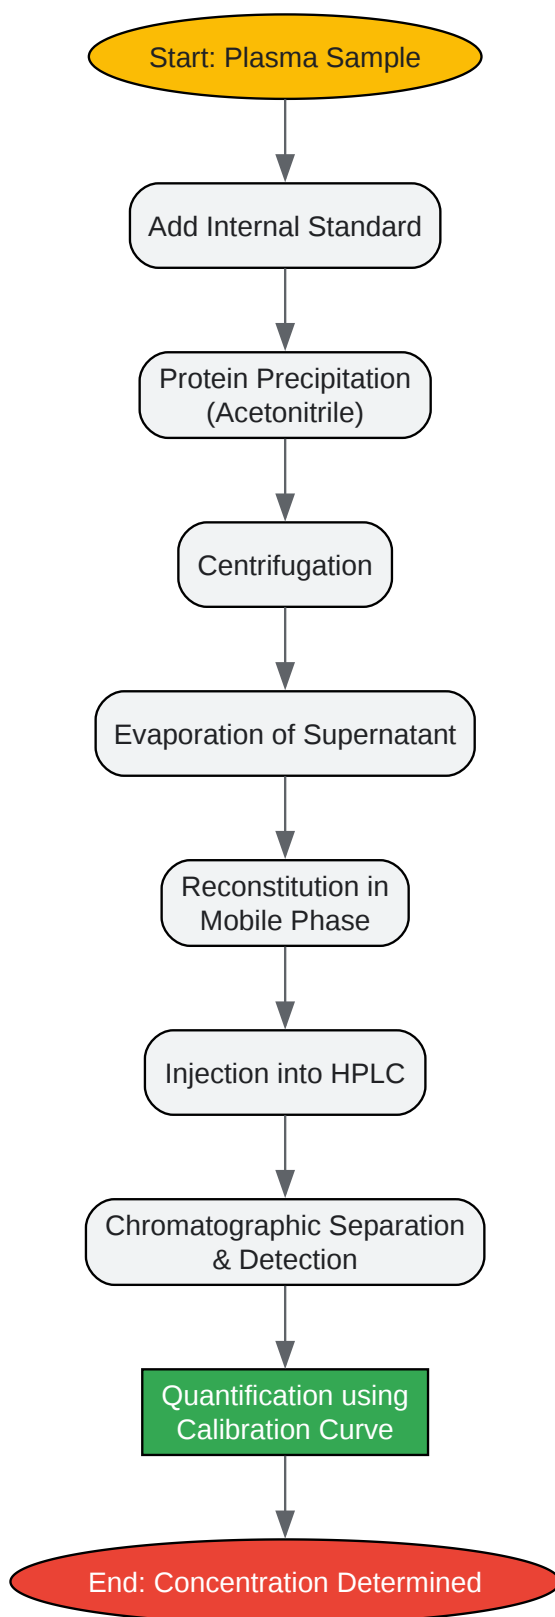 Start: Plasma Sample
Add Internal Standard
Protein Precipitation
(Acetonitrile)
Centrifugation
Evaporation of Supernatant
Reconstitution in
Mobile Phase
Injection into HPLC
Chromatographic Separation
& Detection
Quantification using
Calibration Curve
End: Concentration Determined